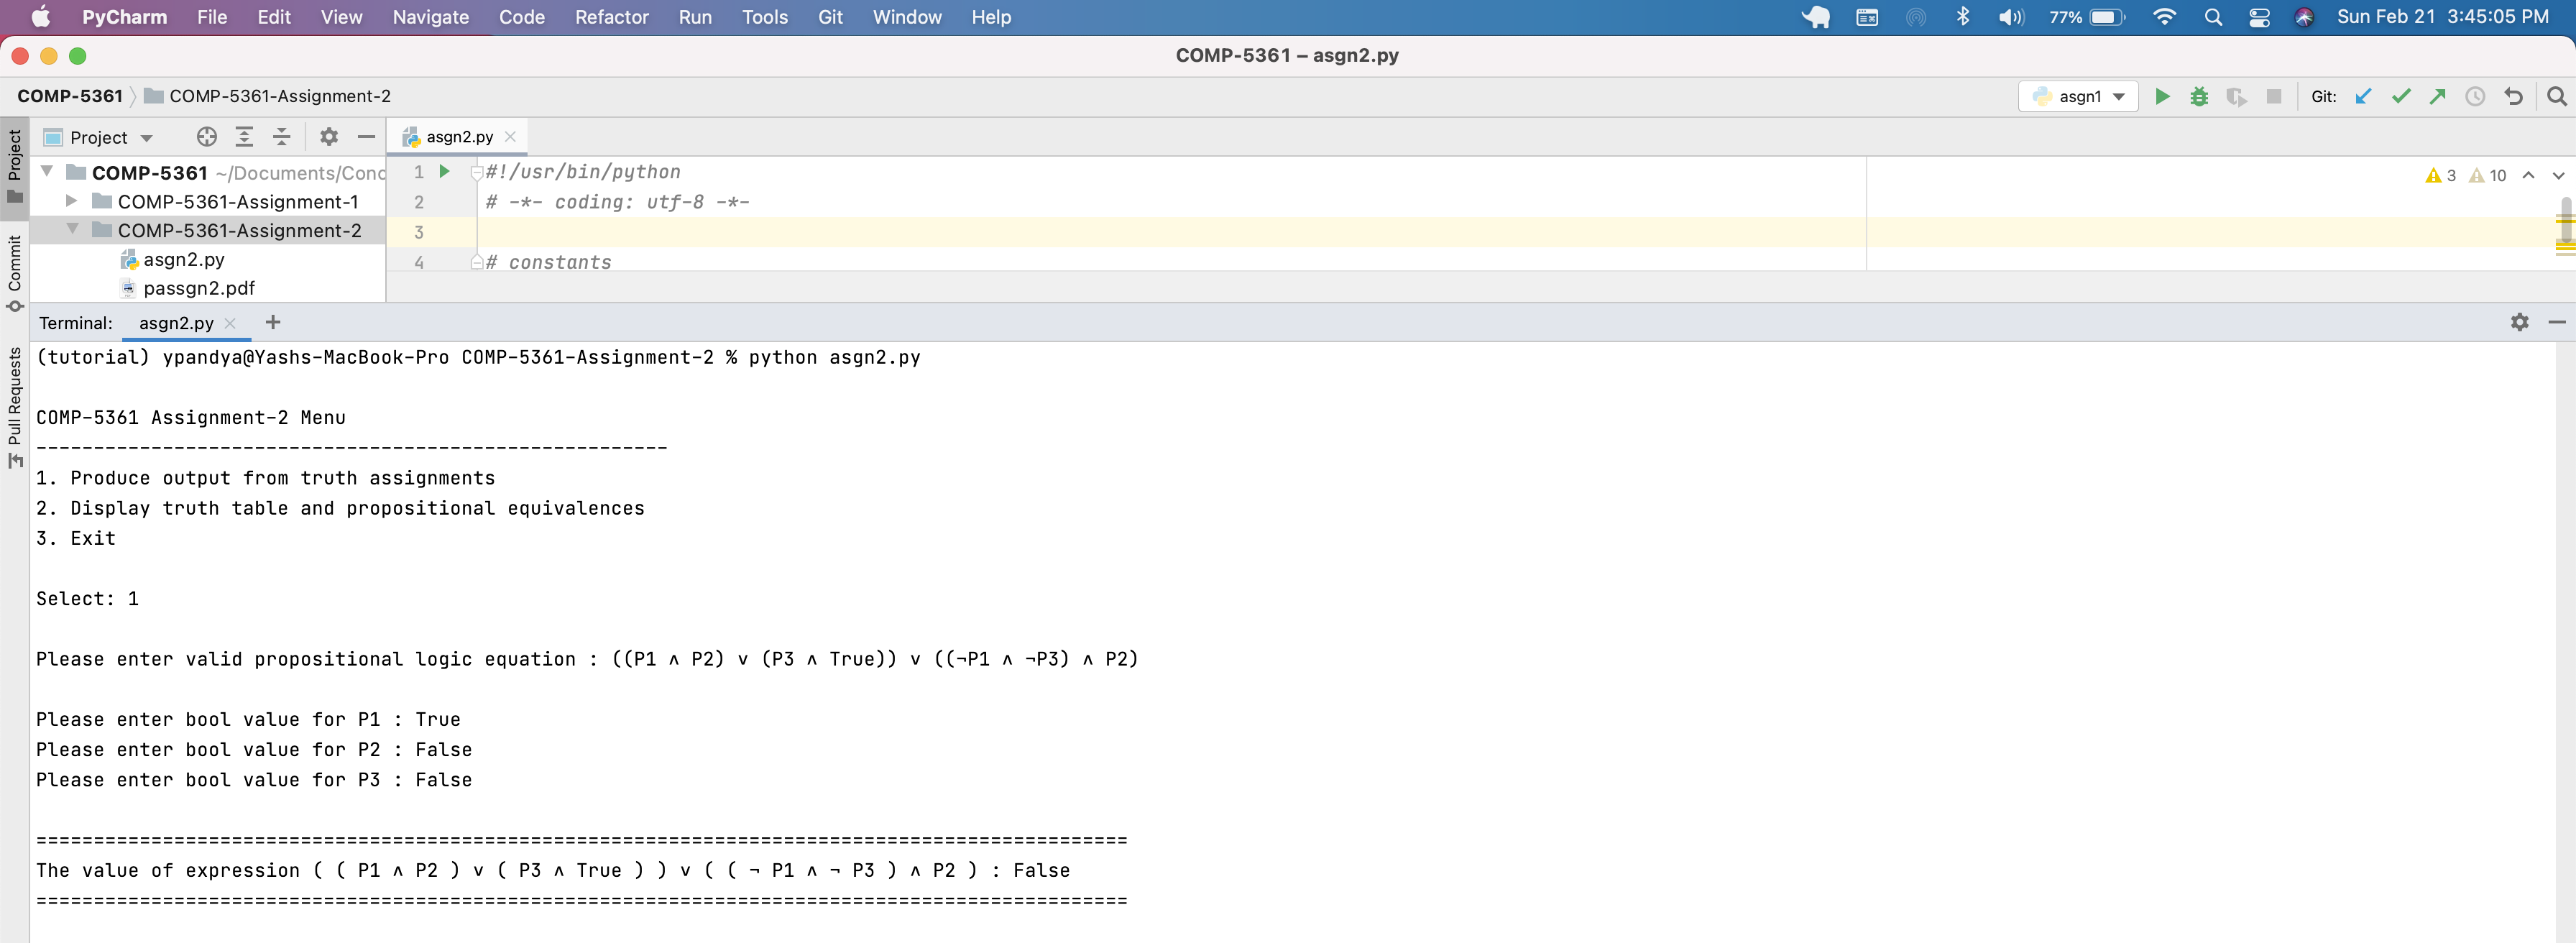 PyCharm File Edit View Navigate Code Refactor Run Tools Git Window Help 77% Sun Feb 21 3:45:05 PM
COMP-5361 – asgn2.py
COMP-5361 COMP-5361-Assignment-2 asgn1 Git:
Project
Commit
Pull Requests
Project
COMP-5361 ~/Documents/Conc
COMP-5361-Assignment-1
COMP-5361-Assignment-2
asgn2.py
passgn2.pdf
asgn2.py
1 #!/usr/bin/python
2 # -*- coding: utf-8 -*-
3
4 # constants
3 10
Terminal: asgn2.py +
(tutorial) ypandya@Yashs-MacBook-Pro COMP-5361-Assignment-2 % python asgn2.py
COMP-5361 Assignment-2 Menu
-------------------------------------------------------
1. Produce output from truth assignments
2. Display truth table and propositional equivalences
3. Exit
Select: 1
Please enter valid propositional logic equation : ((P1 ∧ P2) ∨ (P3 ∧ True)) ∨ ((¬P1 ∧ ¬P3) ∧ P2)
Please enter bool value for P1 : True
Please enter bool value for P2 : False
Please enter bool value for P3 : False
===============================================================================================
The value of expression ( ( P1 ∧ P2 ) ∨ ( P3 ∧ True ) ) ∨ ( ( ¬ P1 ∧ ¬ P3 ) ∧ P2 ) : False
===============================================================================================